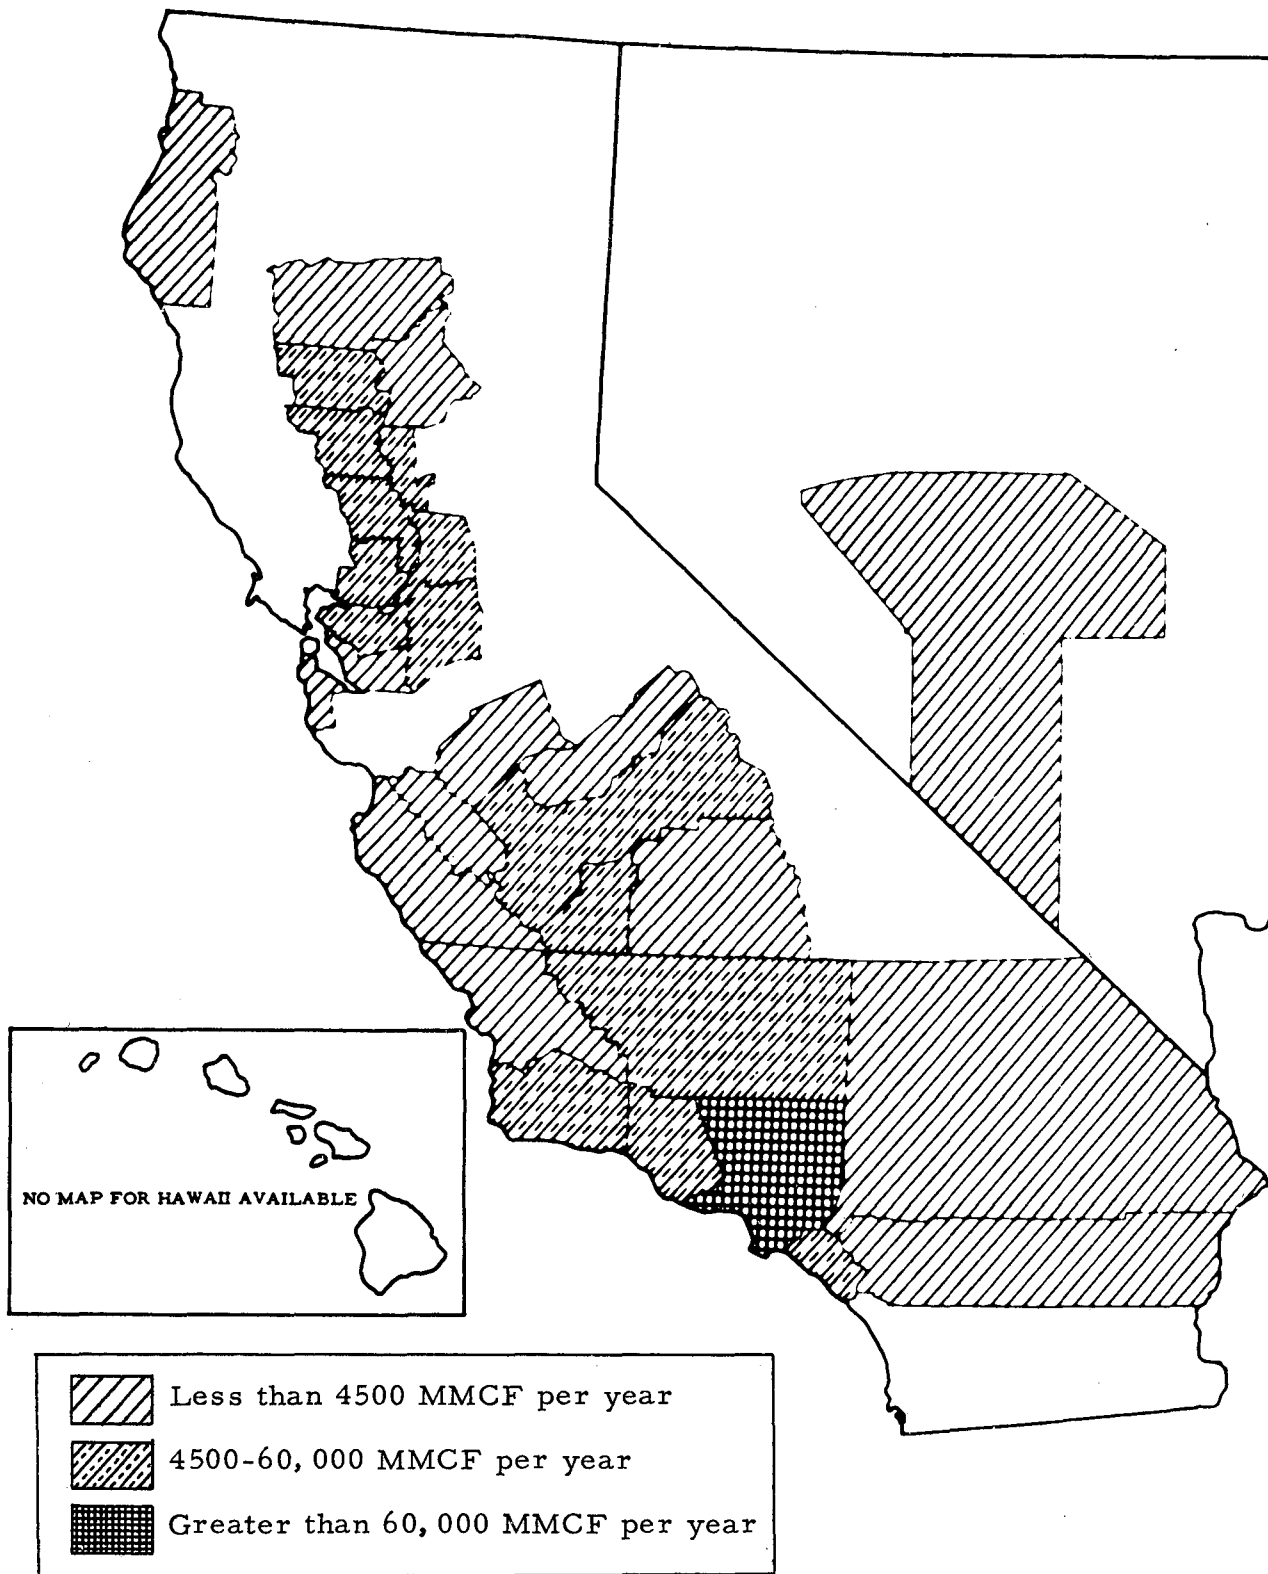 NO MAP FOR HAWAII AVAILABLE
Less than 4500 MMCF per year
4500-60,000 MMCF per year
Greater than 60,000 MMCF per year